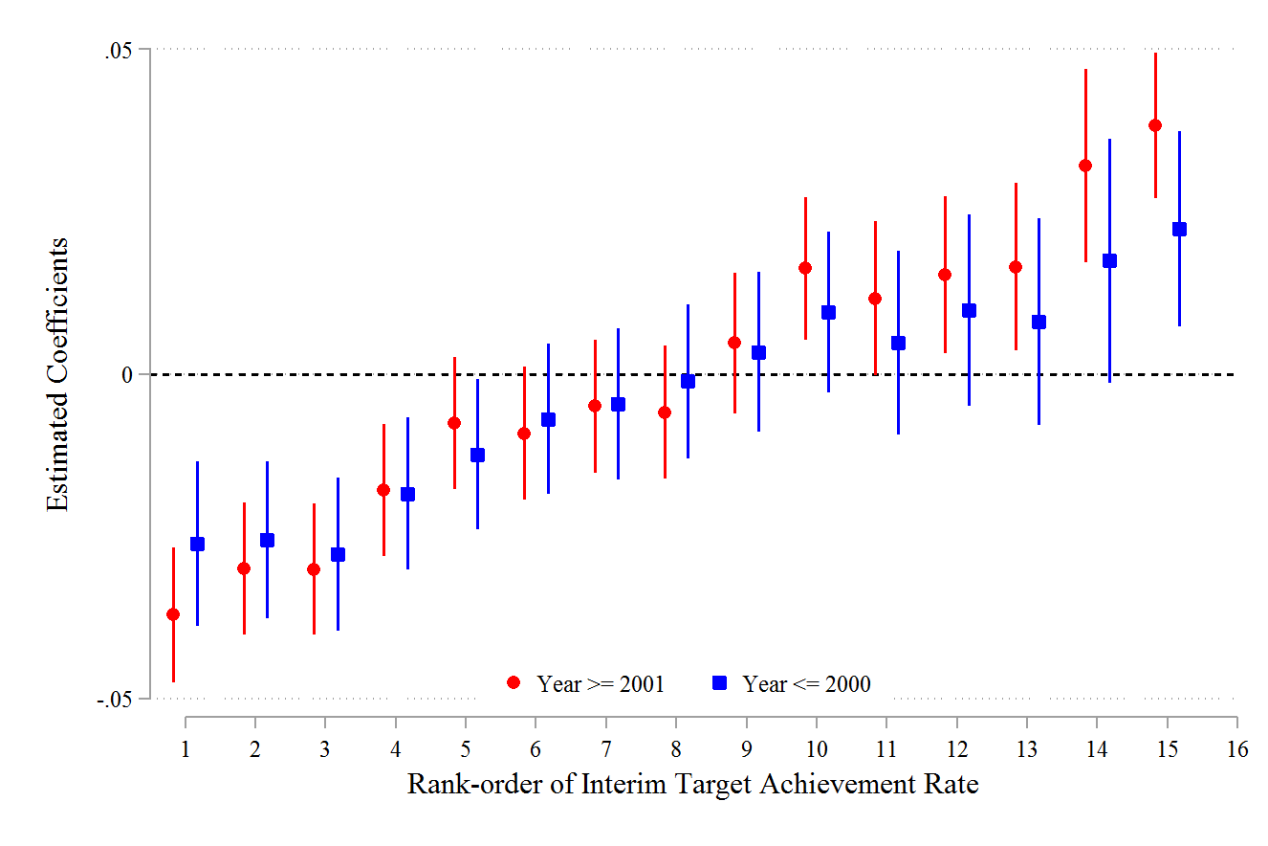 .05
0
-.05
Estimated Coefficients
Year >= 2001 Year <= 2000
1 2 3 4 5 6 7 8 9 10 11 12 13 14 15 16
Rank-order of Interim Target Achievement Rate